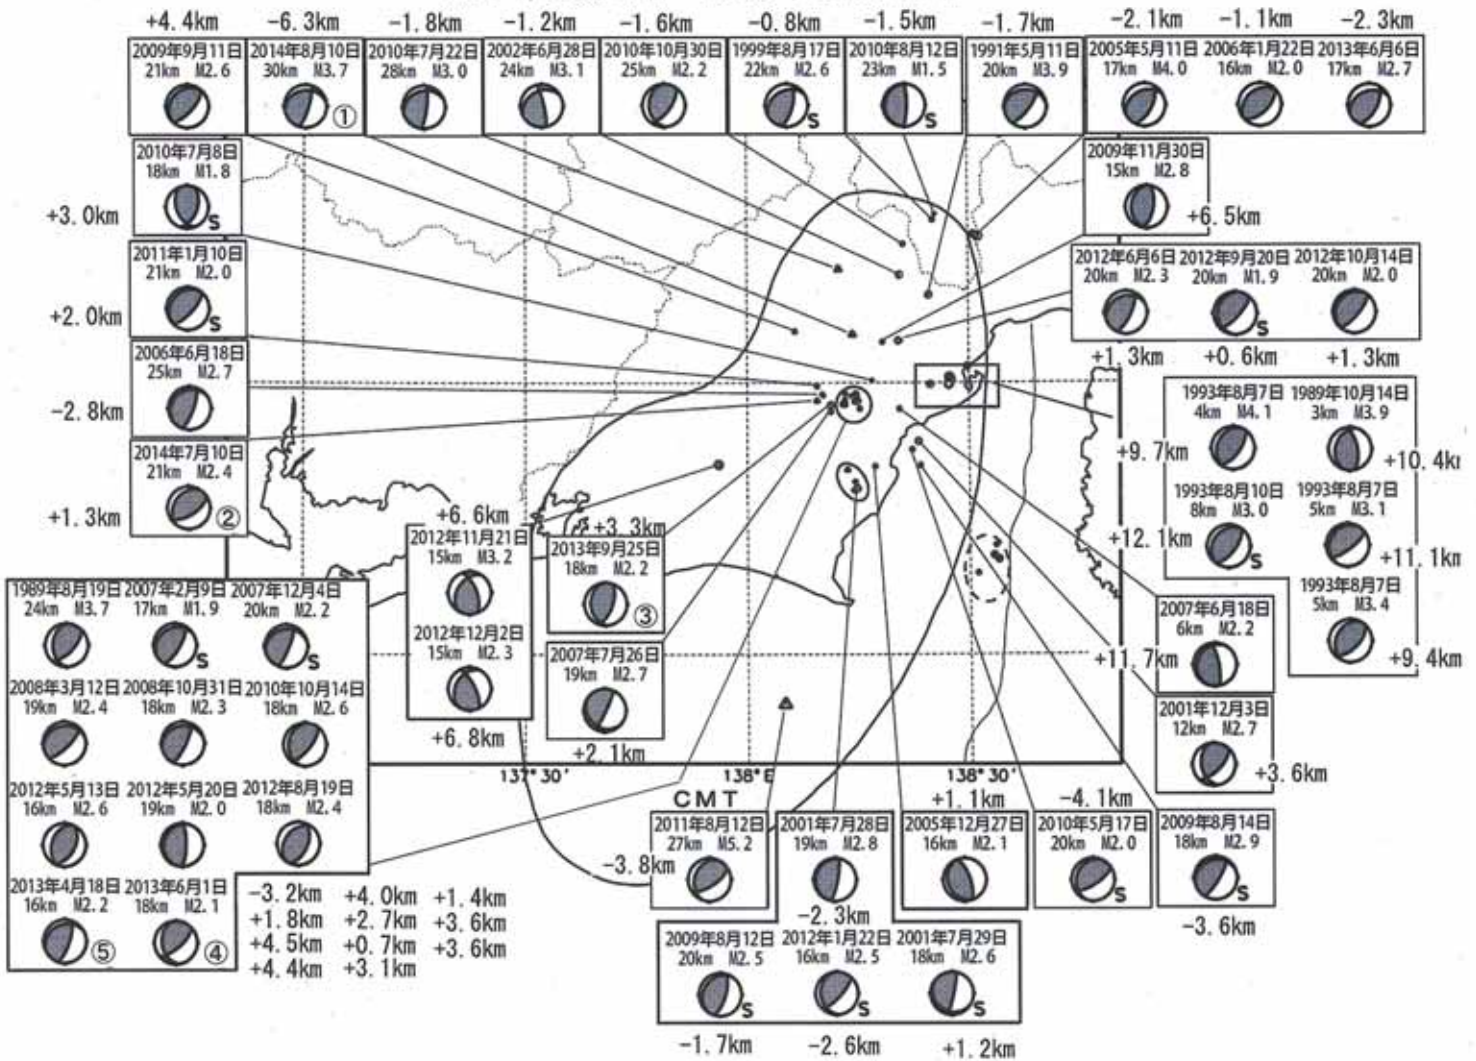 +4.4km -6.3km -1.8km -1.2km -1.6km -0.8km -1.5km -1.7km -2.1km -1.1km -2.3km
2009年9月11日 2014年8月10日 2010年7月22日 2002年6月28日 2010年10月30日 1999年8月17日 2010年8月12日 1991年5月11日 2005年5月11日 2006年1月22日 2013年6月6日
21km M2.6 30km M3.7 28km M3.0 24km M3.1 25km M2.2 22km M2.6 23km M1.5 20km M3.9 17km M4.0 16km M2.0 17km M2.7
① S S
2010年7月8日
18km M1.8
S
+3.0km
2009年11月30日
15km M2.8
+6.5km
2011年1月10日
21km M2.0
S
+2.0km
2012年6月6日 2012年9月20日 2012年10月14日
20km M2.3 20km M1.9 20km M2.0
S
+1.3km +0.6km +1.3km
2006年6月18日
25km M2.7
-2.8km
2014年7月10日
21km M2.4
②
+1.3km
1993年8月7日 1989年10月14日
4km M4.1 3km M3.9
+9.7km +10.4km
1993年8月10日 1993年8月7日
8km M3.0 5km M3.1
S
+12.1km +11.1km
1993年8月7日
5km M3.4
+9.4km
+6.6km
2012年11月21日
15km M3.2
2012年12月2日
15km M2.3
+6.8km
+3.3km
2013年9月25日
18km M2.2
③
2007年7月26日
19km M2.7
+2.1km
2007年6月18日
6km M2.2
+11.7km
2001年12月3日
12km M2.7
+3.6km
1989年8月19日 2007年2月9日 2007年12月4日
24km M3.7 17km M1.9 20km M2.2
S S
2008年3月12日 2008年10月31日 2010年10月14日
19km M2.4 18km M2.3 18km M2.6
2012年5月13日 2012年5月20日 2012年8月19日
16km M2.6 19km M2.0 18km M2.4
2013年4月18日 2013年6月1日
16km M2.2 18km M2.1
⑤ ④
-3.2km +4.0km +1.4km
+1.8km +2.7km +3.6km
+4.5km +0.7km +3.6km
+4.4km +3.1km
137°30' 138°E 138°30'
CMT
2011年8月12日
27km M5.2
-3.8km
2001年7月28日
19km M2.8
-2.3km
+1.1km
2005年12月27日
16km M2.1
-4.1km
2010年5月17日
20km M2.0
S
2009年8月14日
18km M2.9
S
-3.6km
2009年8月12日 2012年1月22日 2001年7月29日
20km M2.5 16km M2.5 18km M2.6
S S S
-1.7km -2.6km +1.2km